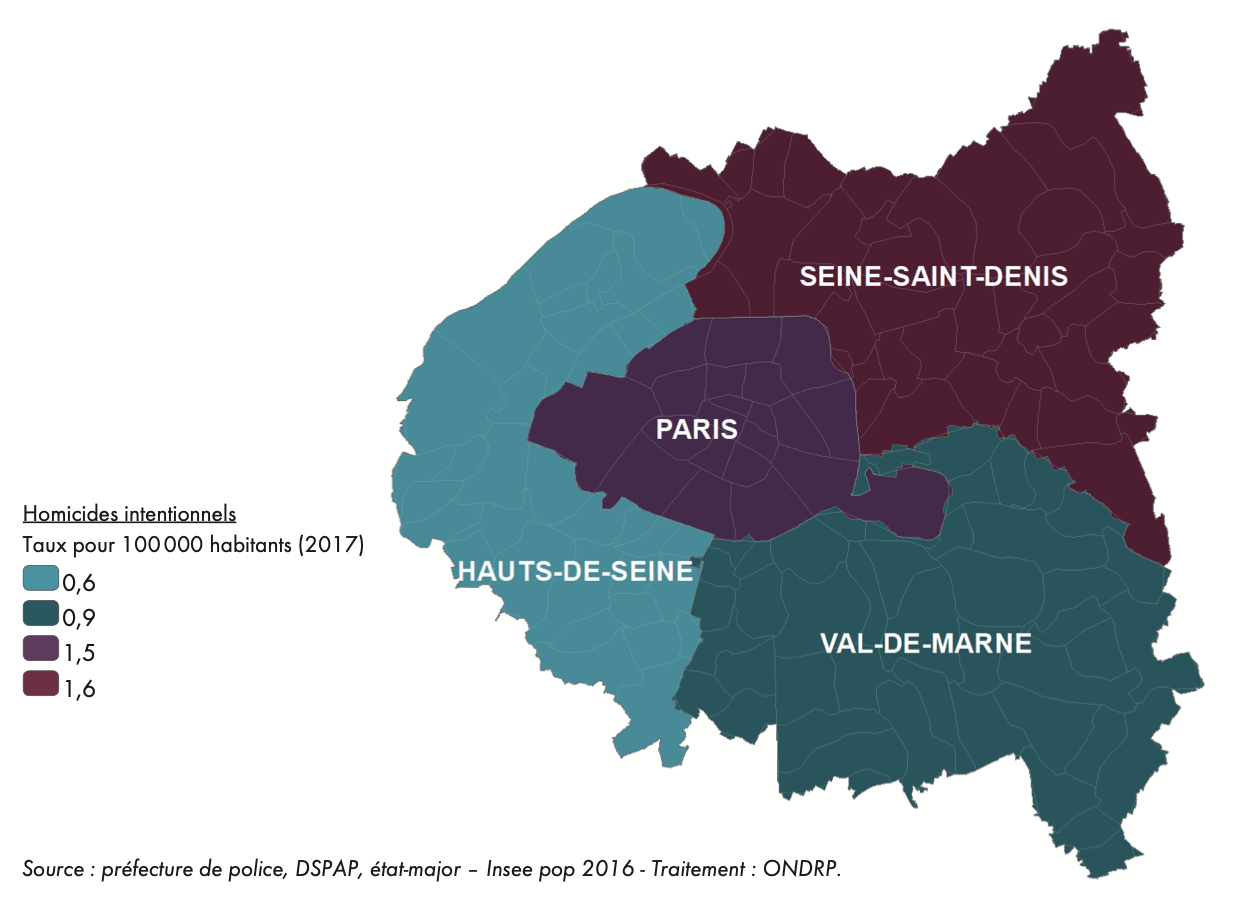 SEINE-SAINT-DENIS
PARIS
HAUTS-DE-SEINE
VAL-DE-MARNE
Homicides intentionnels
Taux pour 100 000 habitants (2017)
0,6
0,9
1,5
1,6
Source : préfecture de police, DSPAP, état-major – Insee pop 2016 - Traitement : ONDRP.